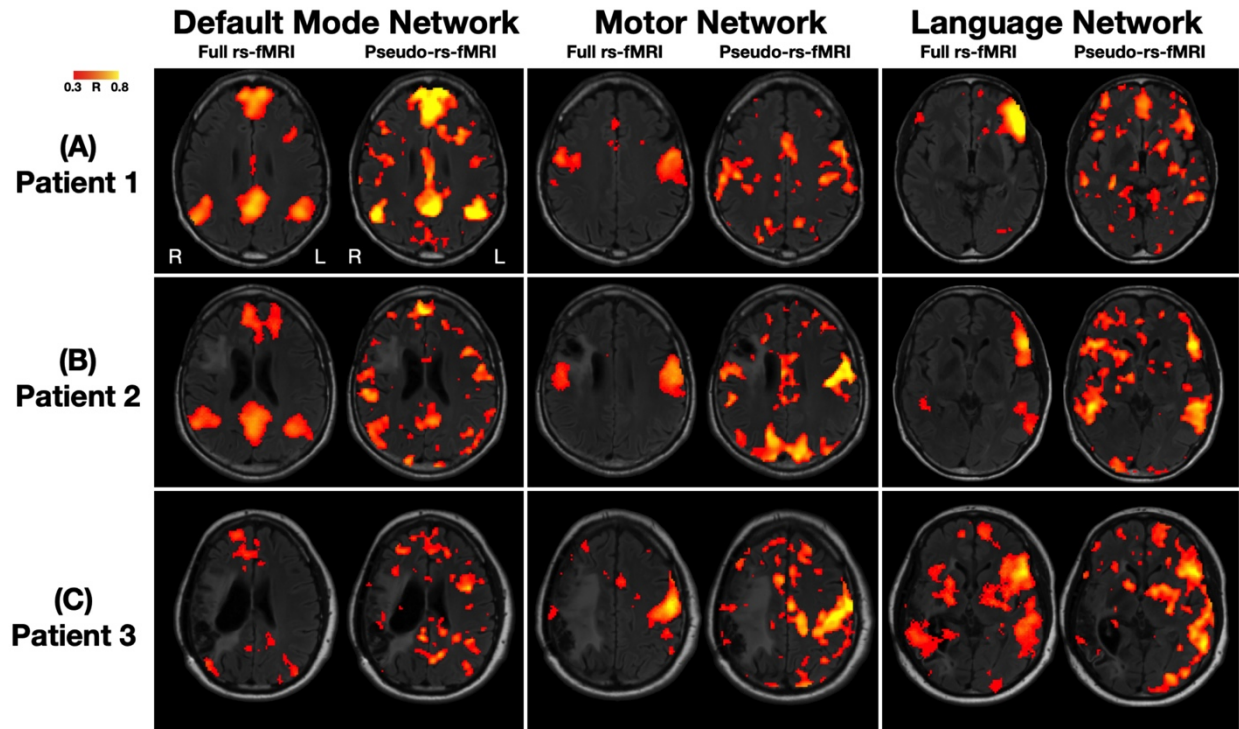 Default Mode Network Motor Network Language Network
Full rs-fMRI Pseudo-rs-fMRI Full rs-fMRI Pseudo-rs-fMRI Full rs-fMRI Pseudo-rs-fMRI
0.3 R 0.8
(A)
Patient 1
R L R L
(B)
Patient 2
(C)
Patient 3